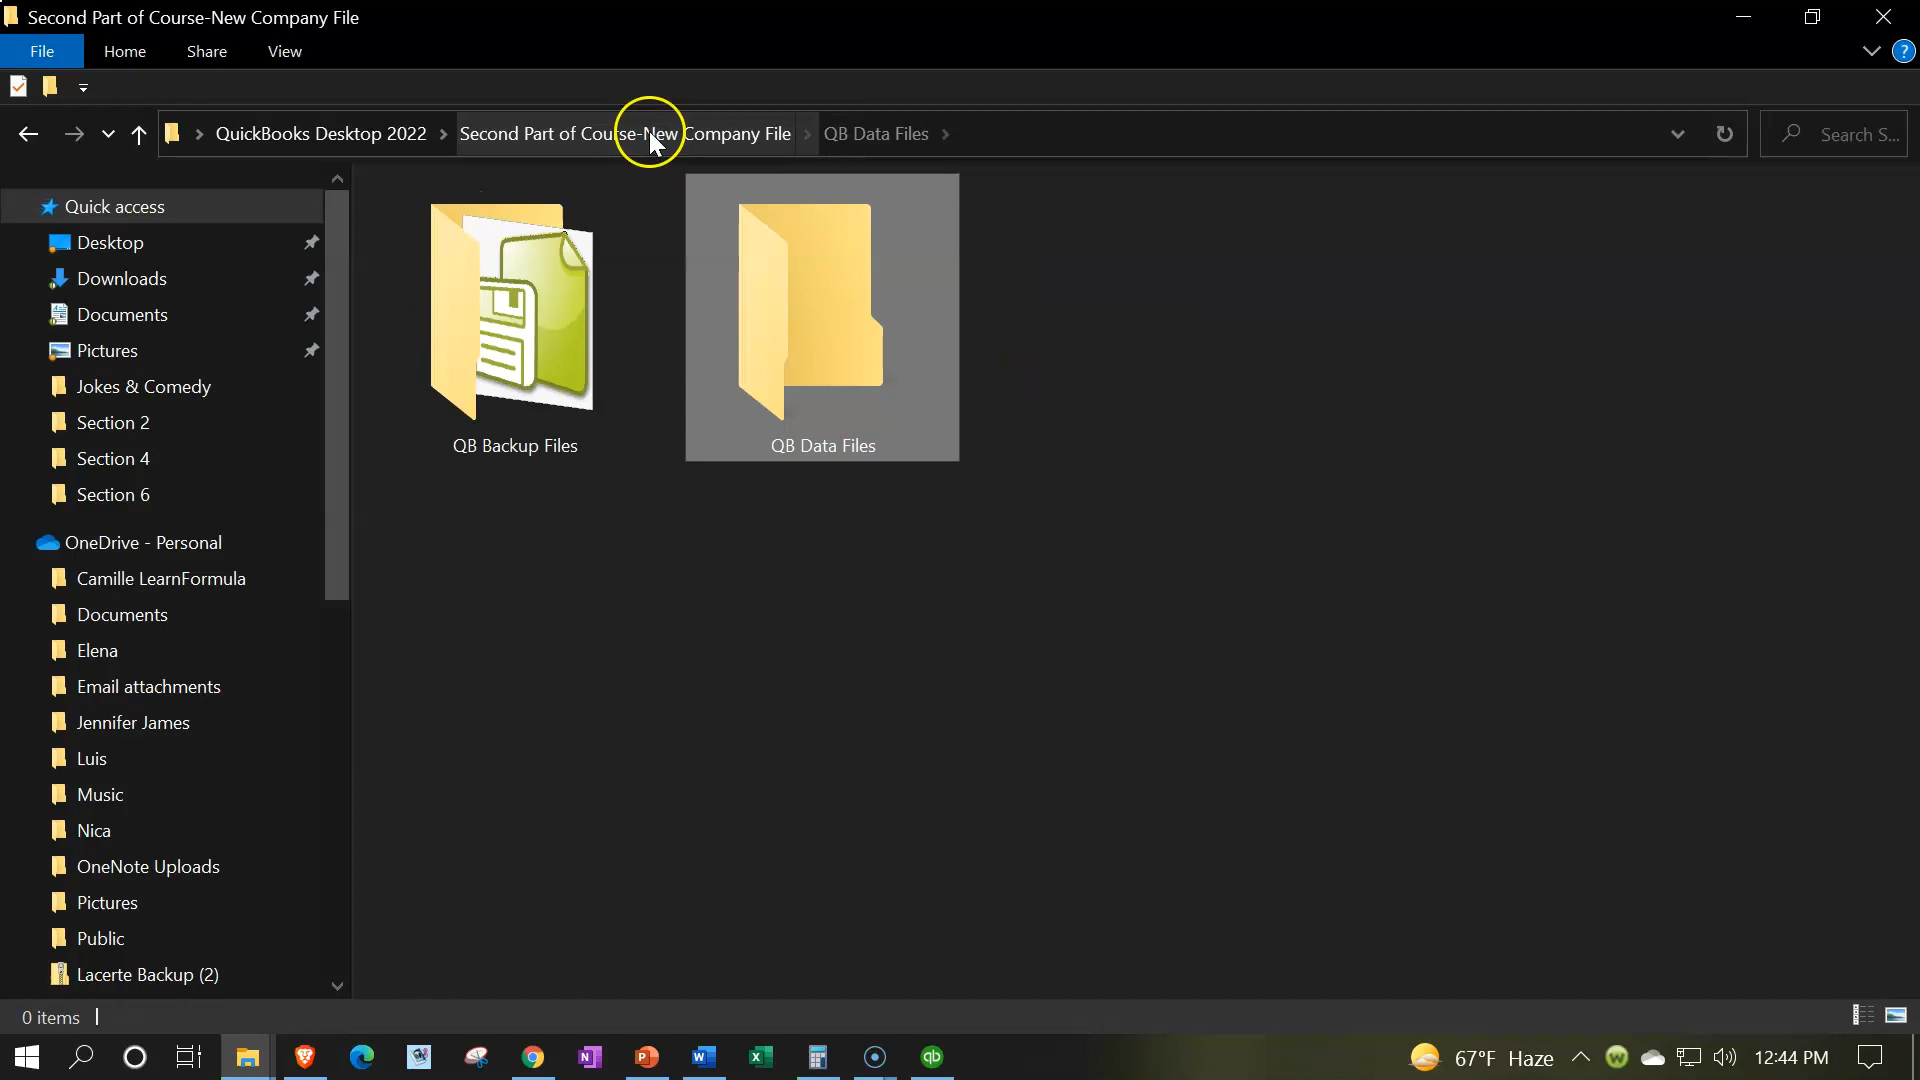 Second Part of Course-New Company File
File Home Share View
?
QuickBooks Desktop 2022 Second Part of Course-New Company File QB Data Files Search S...
Quick access
Desktop
Downloads
Documents
Pictures
Jokes & Comedy
Section 2
Section 4
Section 6
OneDrive - Personal
Camille LearnFormula
Documents
Elena
Email attachments
Jennifer James
Luis
Music
Nica
OneNote Uploads
Pictures
Public
Lacerte Backup (2)
QB Backup Files
QB Data Files
0 items
N P W X qb 67°F Haze W 12:44 PM